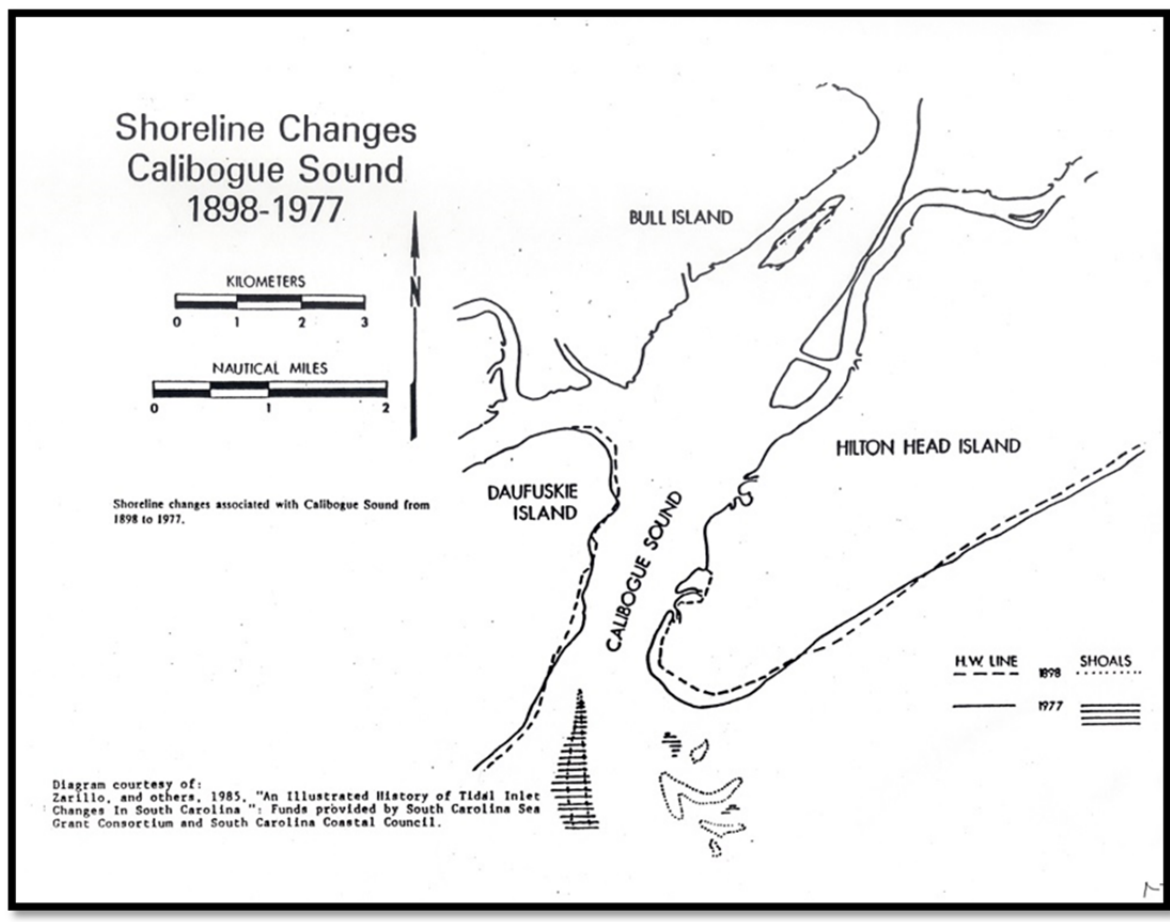 Shoreline Changes
Calibogue Sound
1898-1977
KILOMETERS
0 1 2 3
N
NAUTICAL MILES
0 1 2
Shoreline changes associated with Calibogue Sound from
1898 to 1977.
BULL ISLAND
HILTON HEAD ISLAND
DAUFUSKIE
ISLAND
CALIBOGUE SOUND
H.W. LINE SHOALS
1898
1977
Diagram courtesy of:
Zarillo, and others, 1985, "An Illustrated History of Tidal Inlet
Changes In South Carolina ": Funds provided by South Carolina Sea
Grant Consortium and South Carolina Coastal Council.